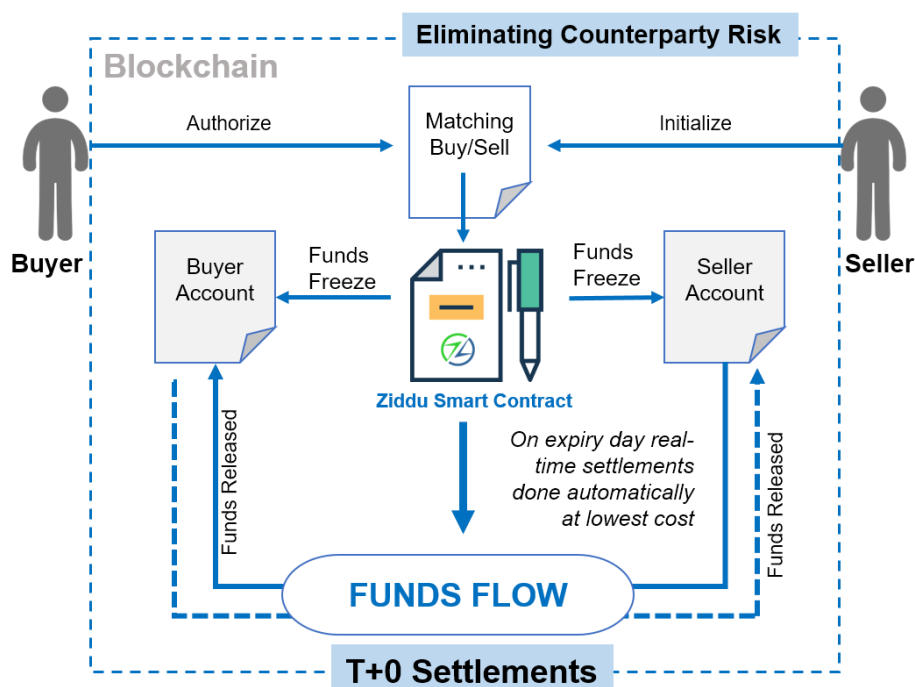 Eliminating Counterparty Risk
Blockchain
Authorize
Matching
Buy/Sell
Initialize
Buyer
Seller
Buyer
Account
Funds
Freeze
Funds
Freeze
Seller
Account
Ziddu Smart Contract
On expiry day real-
time settlements
done automatically
at lowest cost
Funds Released
Funds Released
FUNDS FLOW
T+0 Settlements